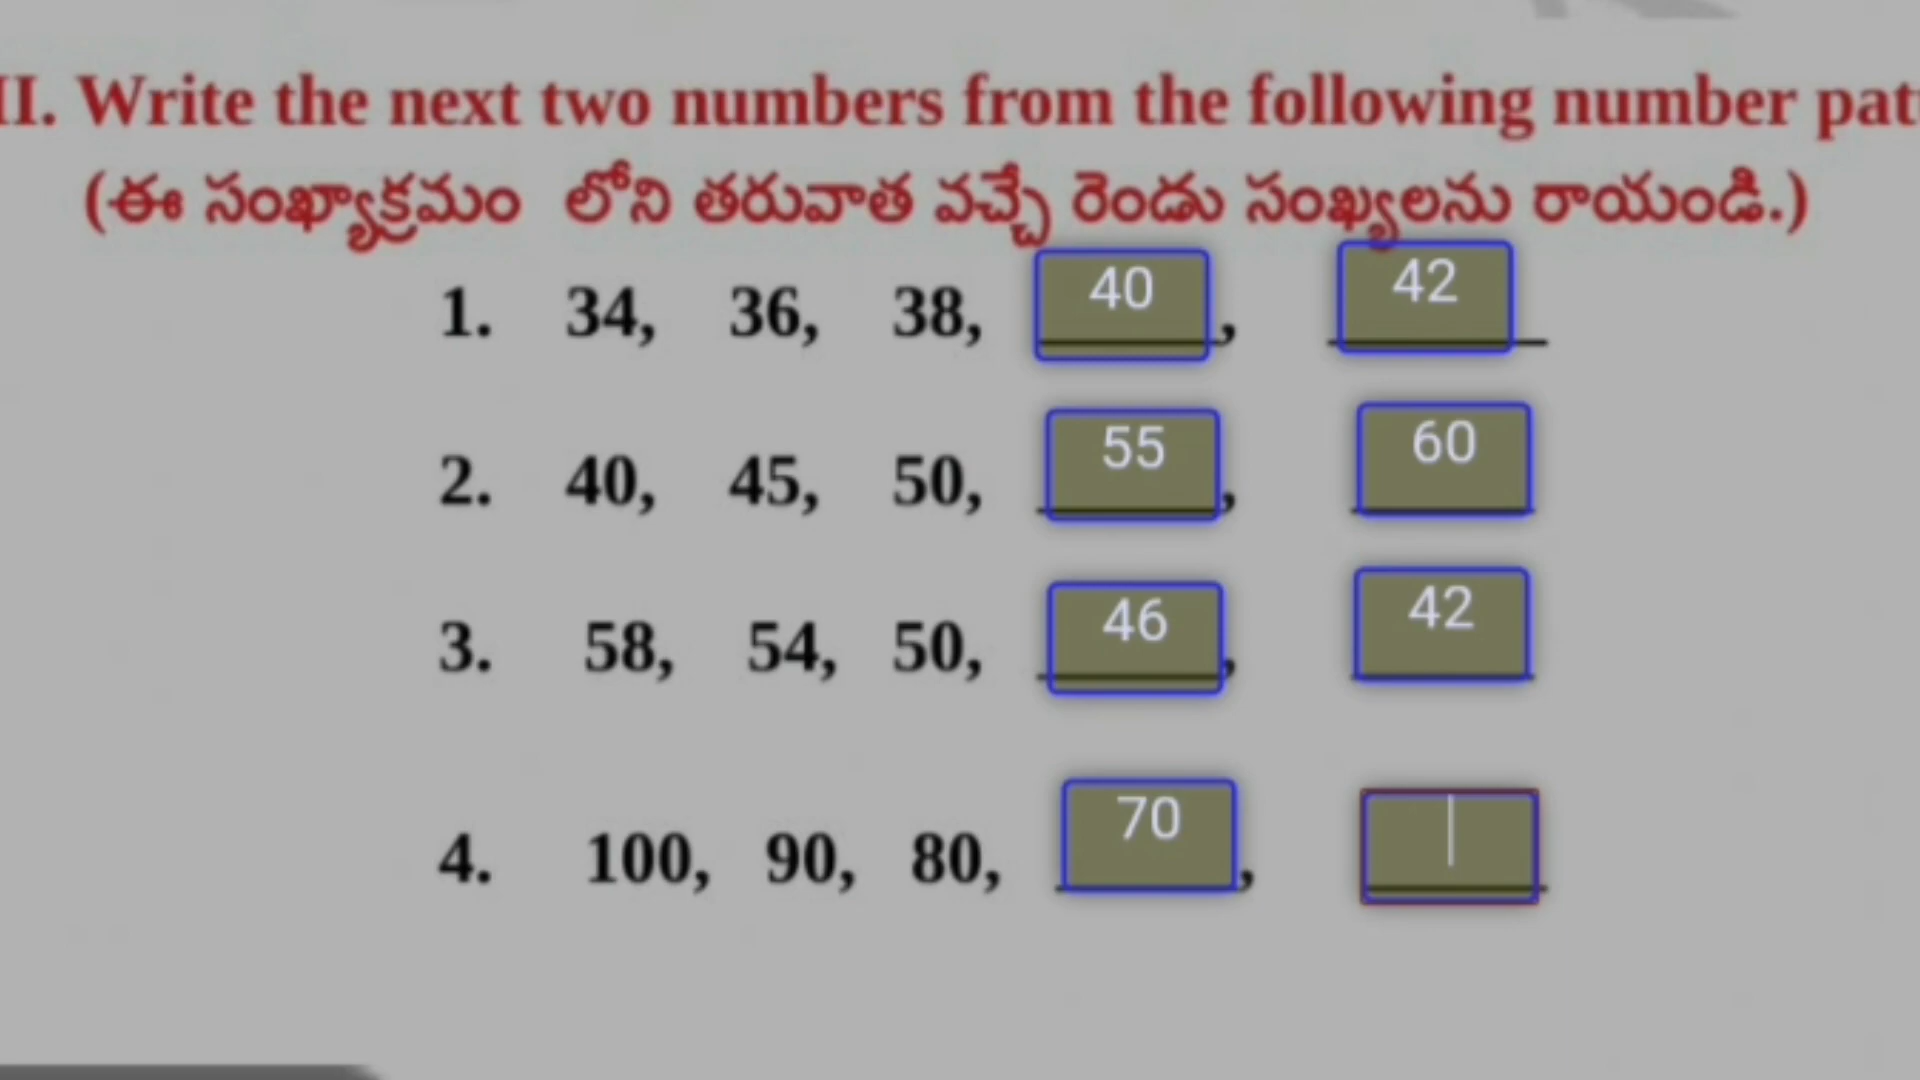 II. Write the next two numbers from the following number pat
(ఈ సంఖ్యాక్రమం లోని తరువాత వచ్చే రెండు సంఖ్యలను రాయండి.)
1. 34, 36, 38, 40, 42
2. 40, 45, 50, 55, 60
3. 58, 54, 50, 46, 42
4. 100, 90, 80, 70,